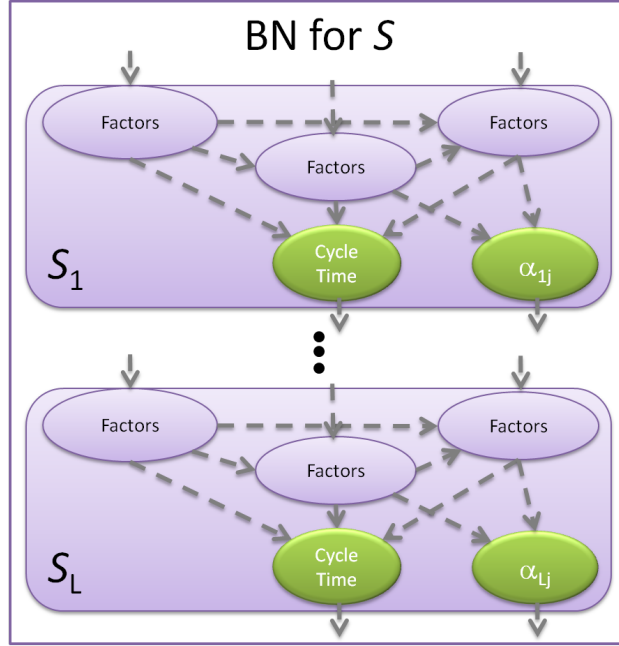 BN for S
Factors
Factors
Factors
Cycle
Time
α1j
S1
Factors
Factors
Factors
Cycle
Time
αLj
SL